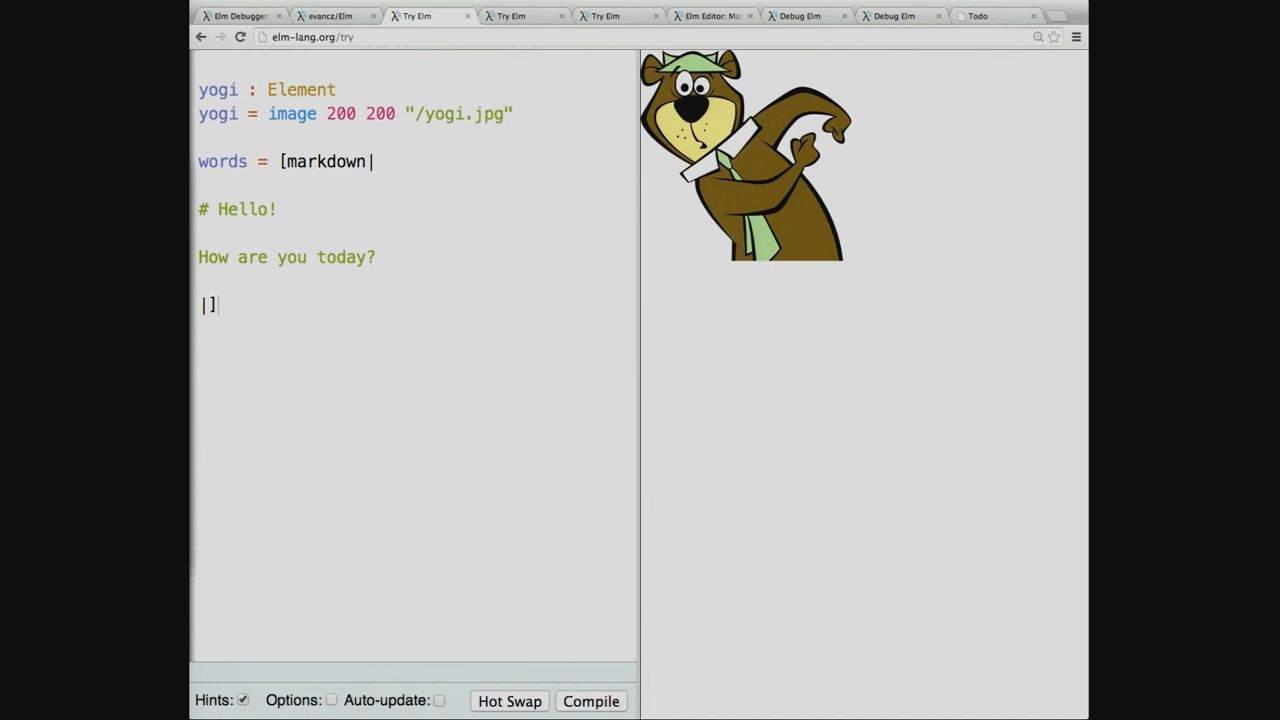 Elm Debugger
evancz/Elm
Try Elm
Try Elm
Try Elm
Elm Editor: Ma
Debug Elm
Debug Elm
Todo
elm-lang.org/try
yogi : Element
yogi = image 200 200 "/yogi.jpg"
words = [markdown|
# Hello!
How are you today?
|]
Hints:
Options:
Auto-update:
Hot Swap
Compile